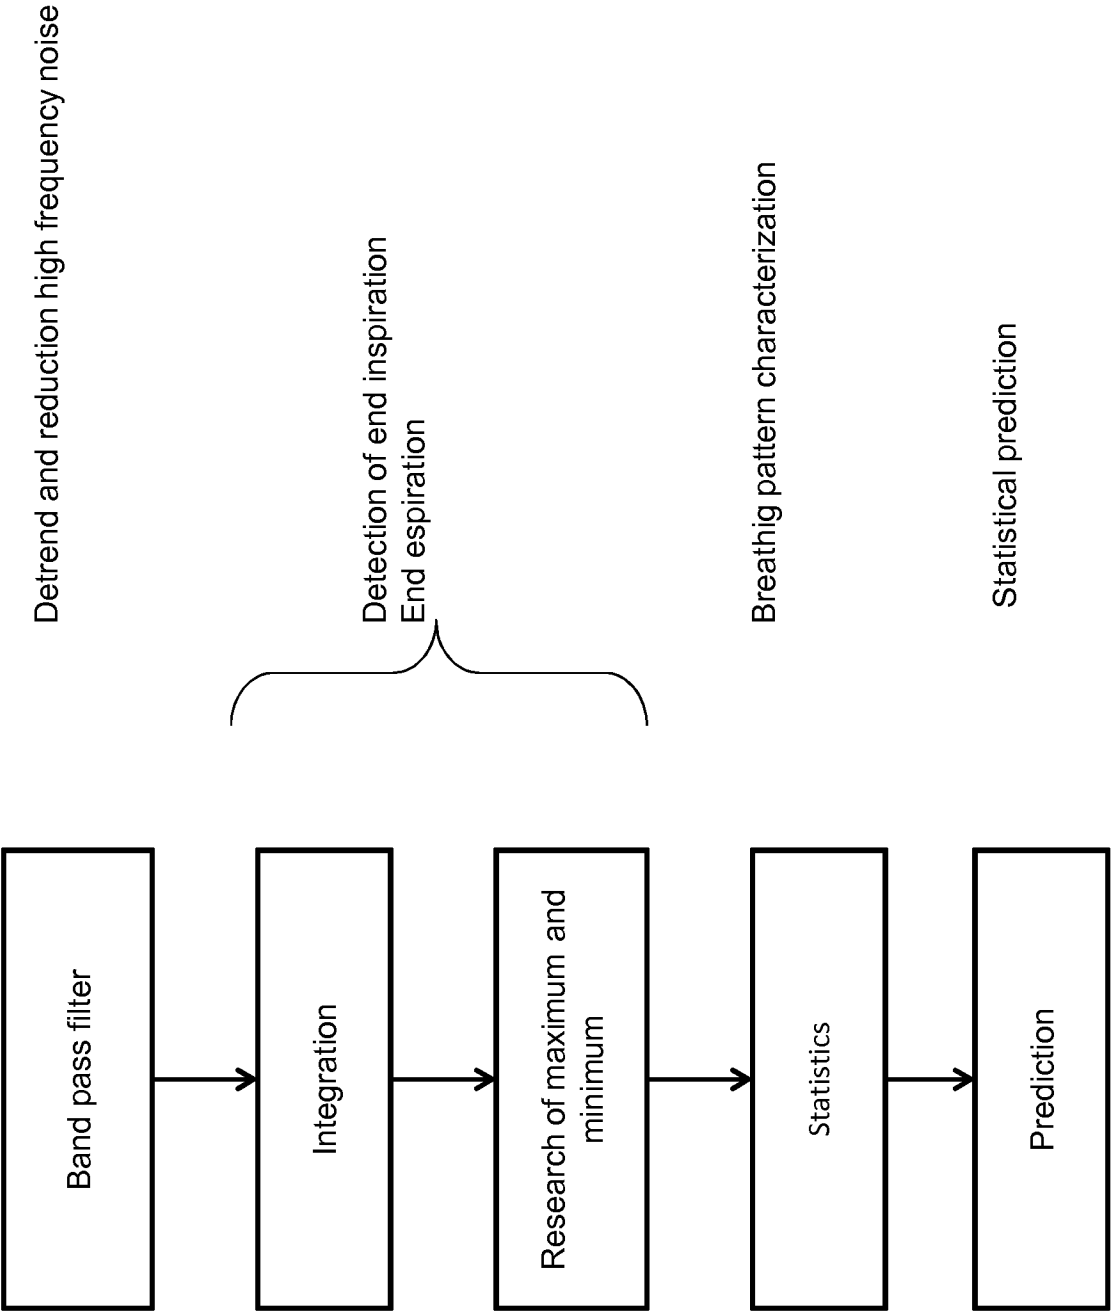 Band pass filter
Detrend and reduction high frequency noise
Integration
Detection of end inspiration
End espiration
Research of maximum and
minimum
Statistics
Breathig pattern characterization
Prediction
Statistical prediction